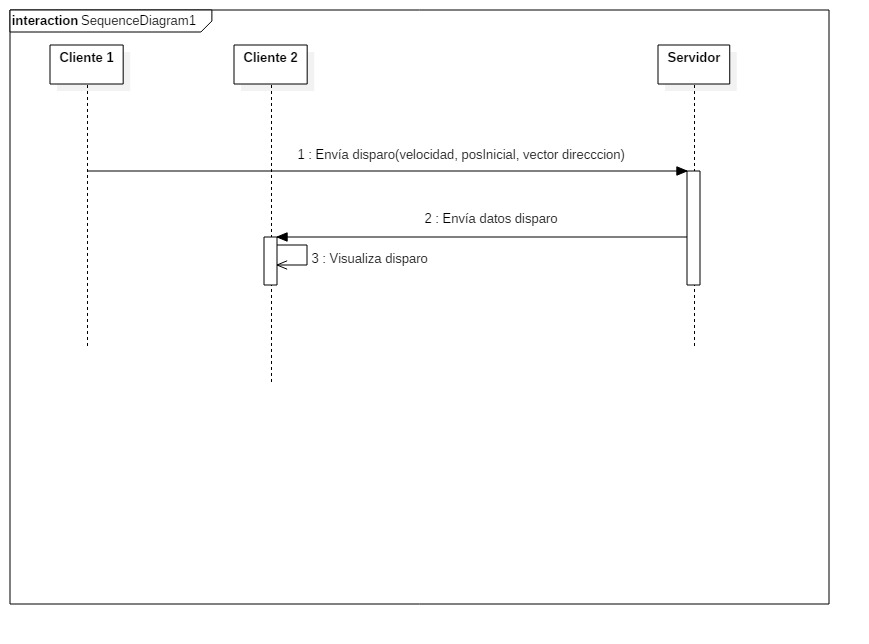 interaction SequenceDiagram1
Cliente 1
Cliente 2
Servidor
1 : Envía disparo(velocidad, posInicial, vector direcccion)
2 : Envía datos disparo
3 : Visualiza disparo